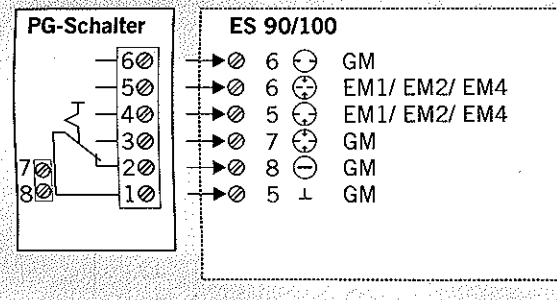 PG-Schalter ES 90/100
6 6 GM
5 6 EM1/ EM2/ EM4
4 5 EM1/ EM2/ EM4
3 7 GM
7 2 8 GM
8 1 5 GM